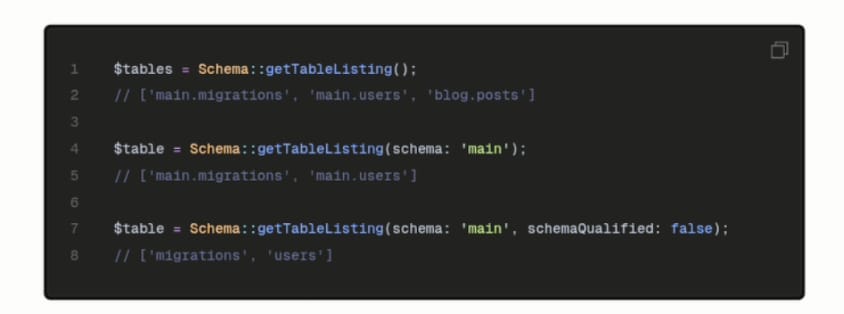 1 $tables = Schema::getTableListing();
2 // ['main.migrations', 'main.users', 'blog.posts']
3
4 $table = Schema::getTableListing(schema: 'main');
5 // ['main.migrations', 'main.users']
6
7 $table = Schema::getTableListing(schema: 'main', schemaQualified: false);
8 // ['migrations', 'users']